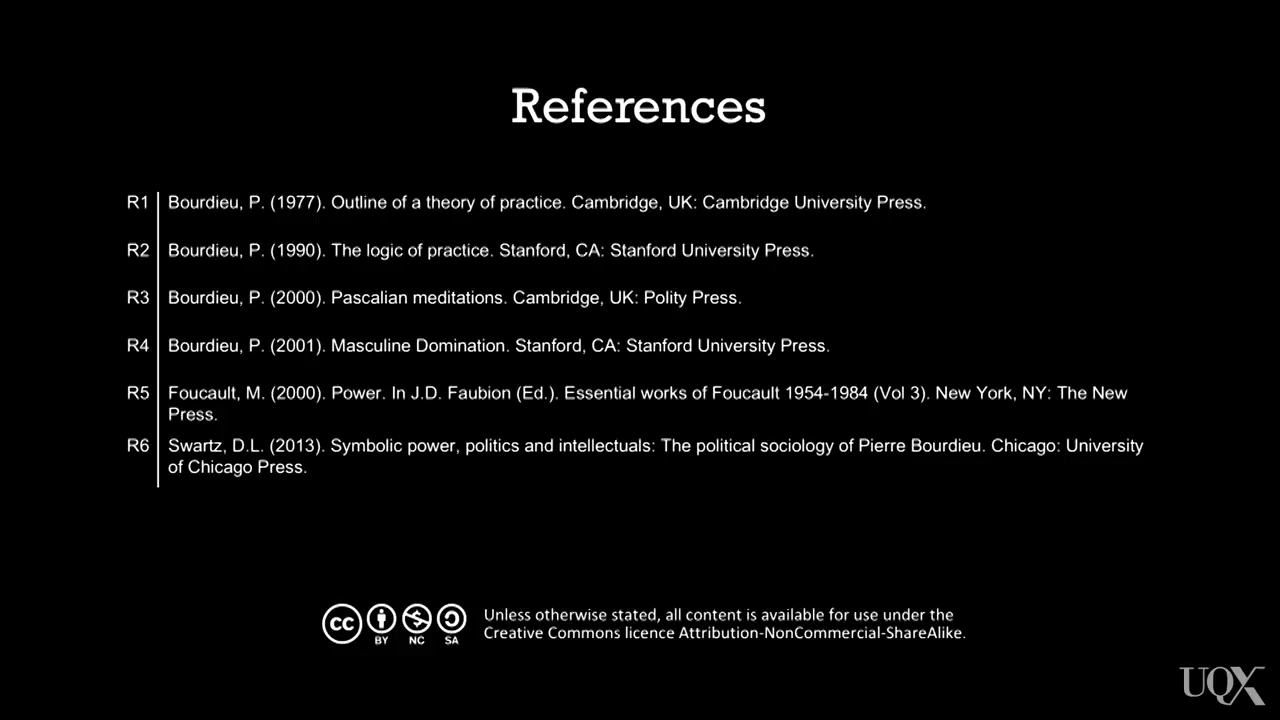 References
R1 Bourdieu, P. (1977). Outline of a theory of practice. Cambridge, UK: Cambridge University Press.
R2 Bourdieu, P. (1990). The logic of practice. Stanford, CA: Stanford University Press.
R3 Bourdieu, P. (2000). Pascalian meditations. Cambridge, UK: Polity Press.
R4 Bourdieu, P. (2001). Masculine Domination. Stanford, CA: Stanford University Press.
R5 Foucault, M. (2000). Power. In J.D. Faubion (Ed.). Essential works of Foucault 1954-1984 (Vol 3). New York, NY: The New
Press.
R6 Swartz, D.L. (2013). Symbolic power, politics and intellectuals: The political sociology of Pierre Bourdieu. Chicago: University
of Chicago Press.
CC BY NC SA
Unless otherwise stated, all content is available for use under the
Creative Commons licence Attribution-NonCommercial-ShareAlike.
UQX